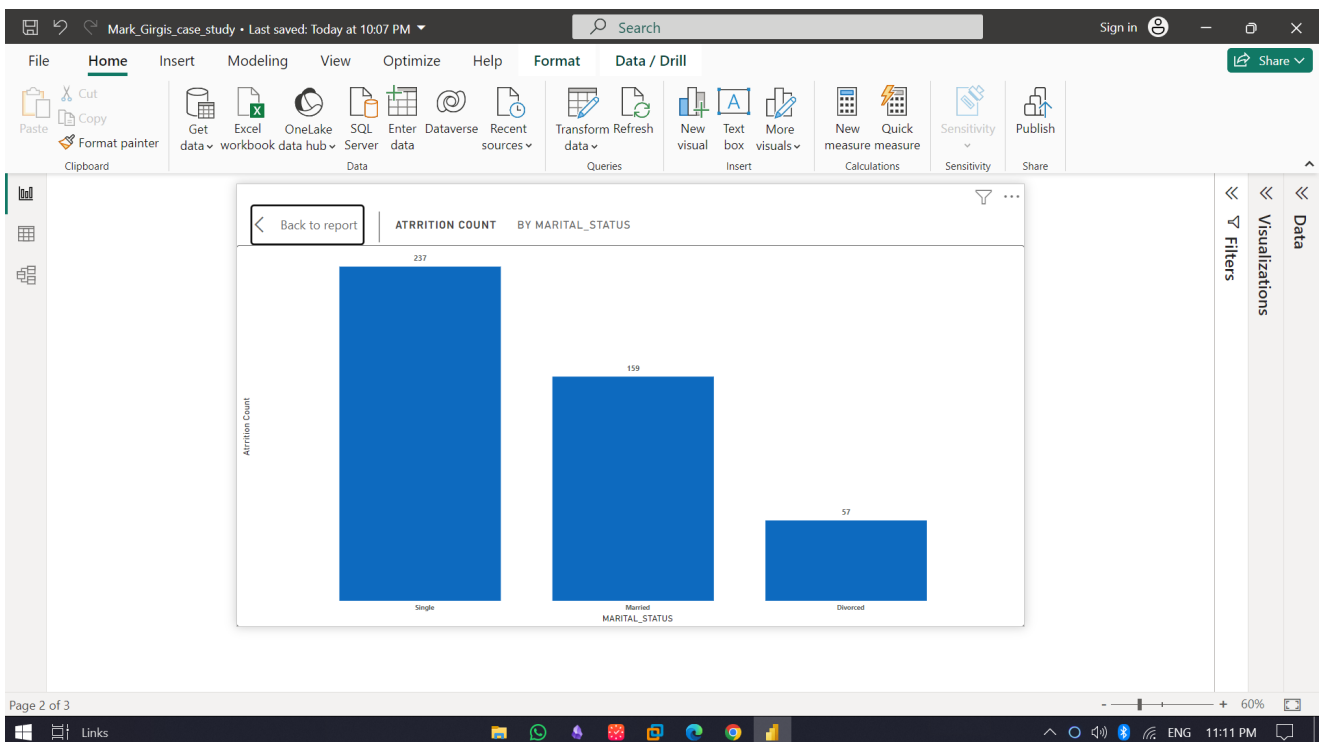 Mark_Girgis_case_study • Last saved: Today at 10:07 PM
Search
Sign in
File Home Insert Modeling View Optimize Help Format Data / Drill
Share
Paste
Cut
Copy
Format painter
Get data
Excel workbook
OneLake data hub
SQL Server
Enter data
Dataverse
Recent sources
Transform data
Refresh
New visual
Text box
More visuals
New measure
Quick measure
Sensitivity
Publish
Clipboard
Data
Queries
Insert
Calculations
Sensitivity
Share
Back to report
ATRRITION COUNT BY MARITAL_STATUS
237
159
57
Atrrition Count
Single
Married
Divorced
MARITAL_STATUS
Filters
Visualizations
Data
Page 2 of 3
- + 60%
Links
ENG 11:11 PM